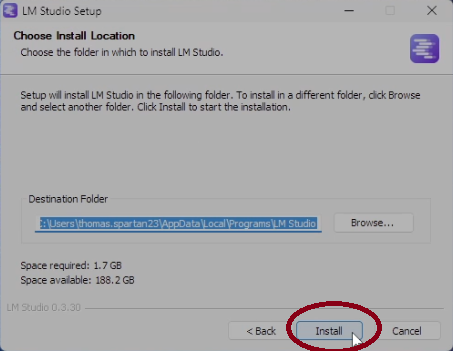 LM Studio Setup
Choose Install Location
Choose the folder in which to install LM Studio.
Setup will install LM Studio in the following folder. To install in a different folder, click Browse
and select another folder. Click Install to start the installation.
Destination Folder
C:\Users\thomas.spartan23\AppData\Local\Programs\LM Studio
Browse...
Space required: 1.7 GB
Space available: 188.2 GB
LM Studio 0.3.30
< Back
Install
Cancel